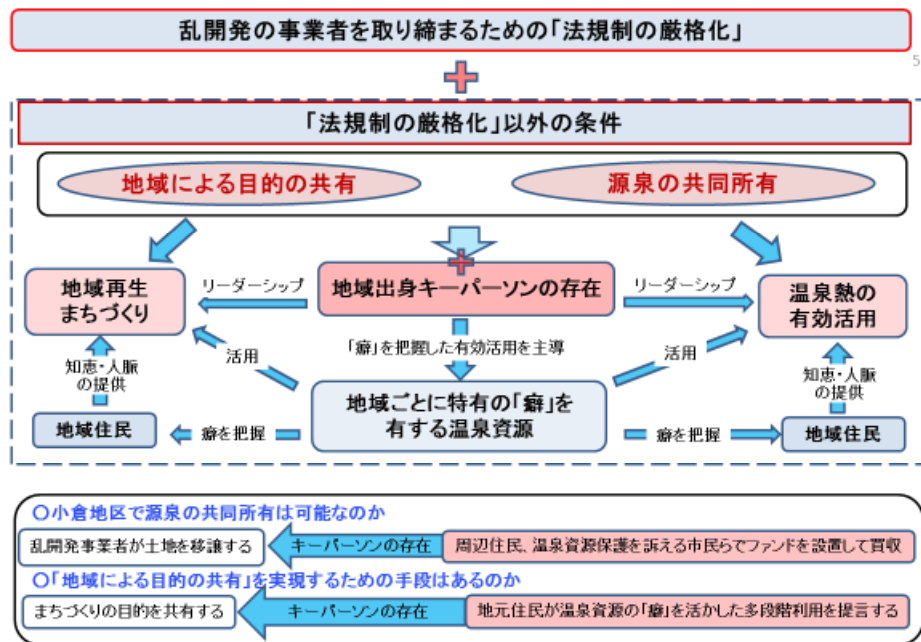 乱開発の事業者を取り締まるための「法規制の厳格化」
5
「法規制の厳格化」以外の条件
地域による目的の共有
源泉の共同所有
地域再生
まちづくり
リーダーシップ
地域出身キーパーソンの存在
リーダーシップ
温泉熱の
有効活用
活用
「癖」を把握した有効活用を主導
活用
知恵・人脈
の提供
知恵・人脈
の提供
地域ごとに特有の「癖」を
有する温泉資源
地域住民
癖を把握
癖を把握
地域住民
〇小倉地区で源泉の共同所有は可能なのか
乱開発事業者が土地を移譲する
キーパーソンの存在
周辺住民、温泉資源保護を訴える市民らでファンドを設置して買収
〇「地域による目的の共有」を実現するための手段はあるのか
まちづくりの目的を共有する
キーパーソンの存在
地元住民が温泉資源の「癖」を活かした多段階利用を提言する